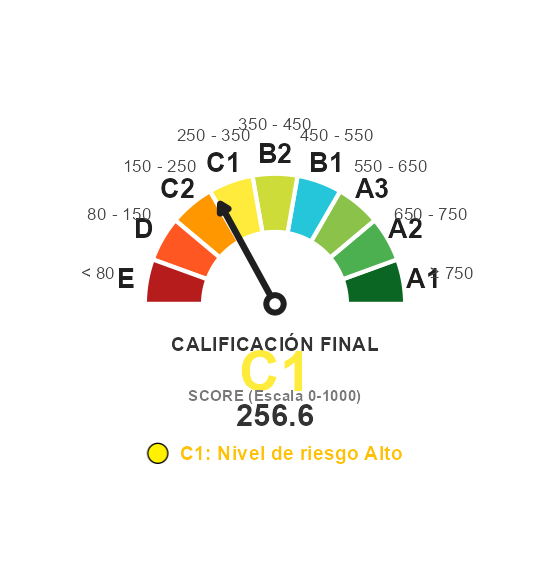 350 - 450
250 - 350
450 - 550
B2
C1
B1
150 - 250
550 - 650
C2
A3
80 - 150
650 - 750
D
A2
< 80
E
A1
≥ 750
CALIFICACIÓN FINAL
C1
SCORE (Escala 0-1000)
256.6
C1: Nivel de riesgo Alto